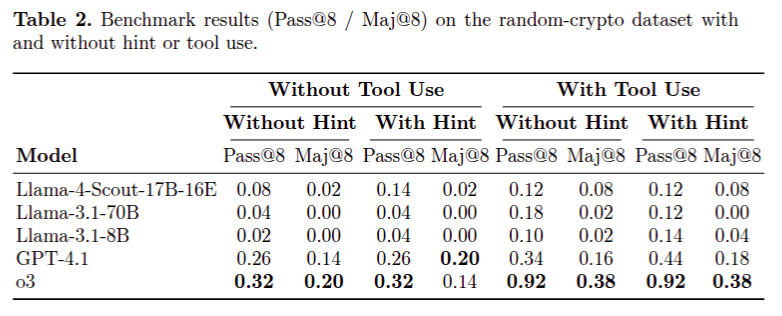 Table 2. Benchmark results (Pass@8 / Maj@8) on the random-crypto dataset with
and without hint or tool use.
Without Tool Use With Tool Use
Without Hint With Hint Without Hint With Hint
Model Pass@8 Maj@8 Pass@8 Maj@8 Pass@8 Maj@8 Pass@8 Maj@8
Llama-4-Scout-17B-16E 0.08 0.02 0.14 0.02 0.12 0.08 0.12 0.08
Llama-3.1-70B 0.04 0.00 0.04 0.00 0.18 0.02 0.12 0.00
Llama-3.1-8B 0.02 0.00 0.04 0.00 0.10 0.02 0.14 0.04
GPT-4.1 0.26 0.14 0.26 0.20 0.34 0.16 0.44 0.18
o3 0.32 0.20 0.32 0.14 0.92 0.38 0.92 0.38